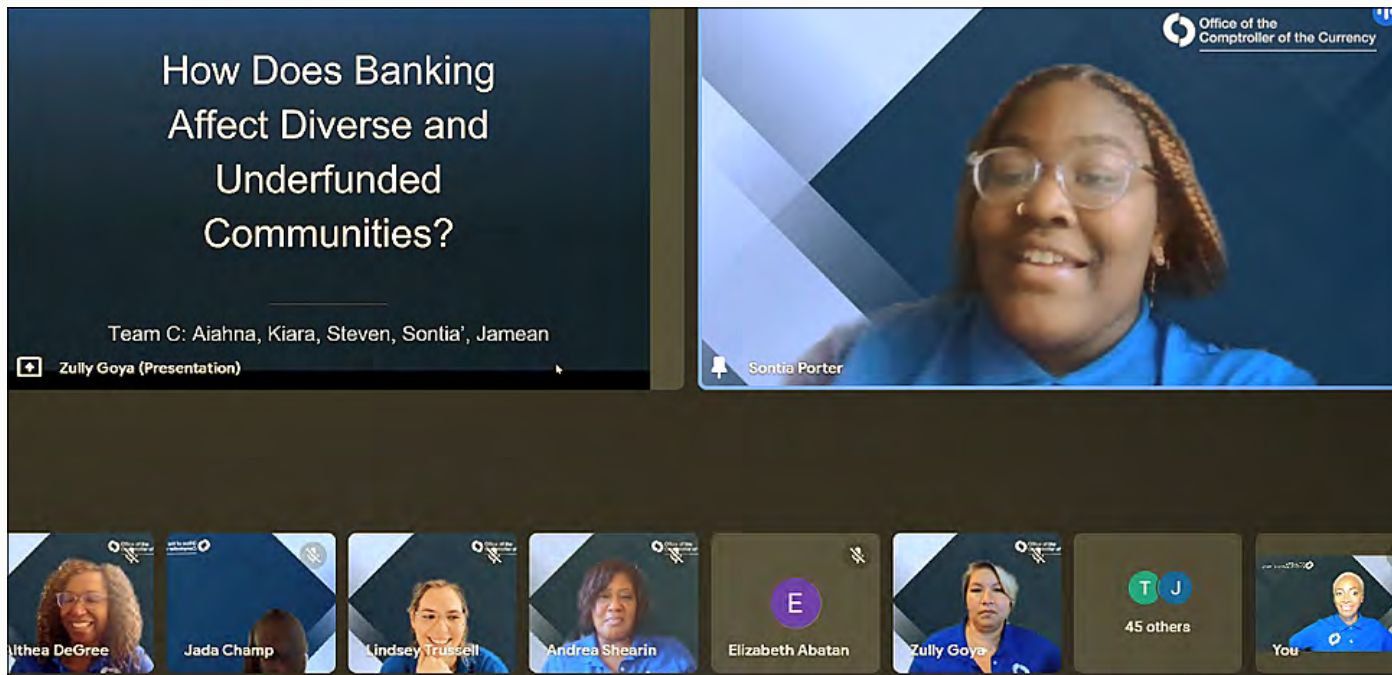 How Does Banking
Affect Diverse and
Underfunded
Communities?
Team C: Aiahna, Kiara, Steven, Sontia', Jamean
Zully Goya (Presentation)
Office of the
Comptroller of the Currency
Sontia Porter
lthea DeGree
Jada Champ
Lindsey Trussell
Andrea Shearin
E
Elizabeth Abatan
Zully Goya
T J
45 others
You